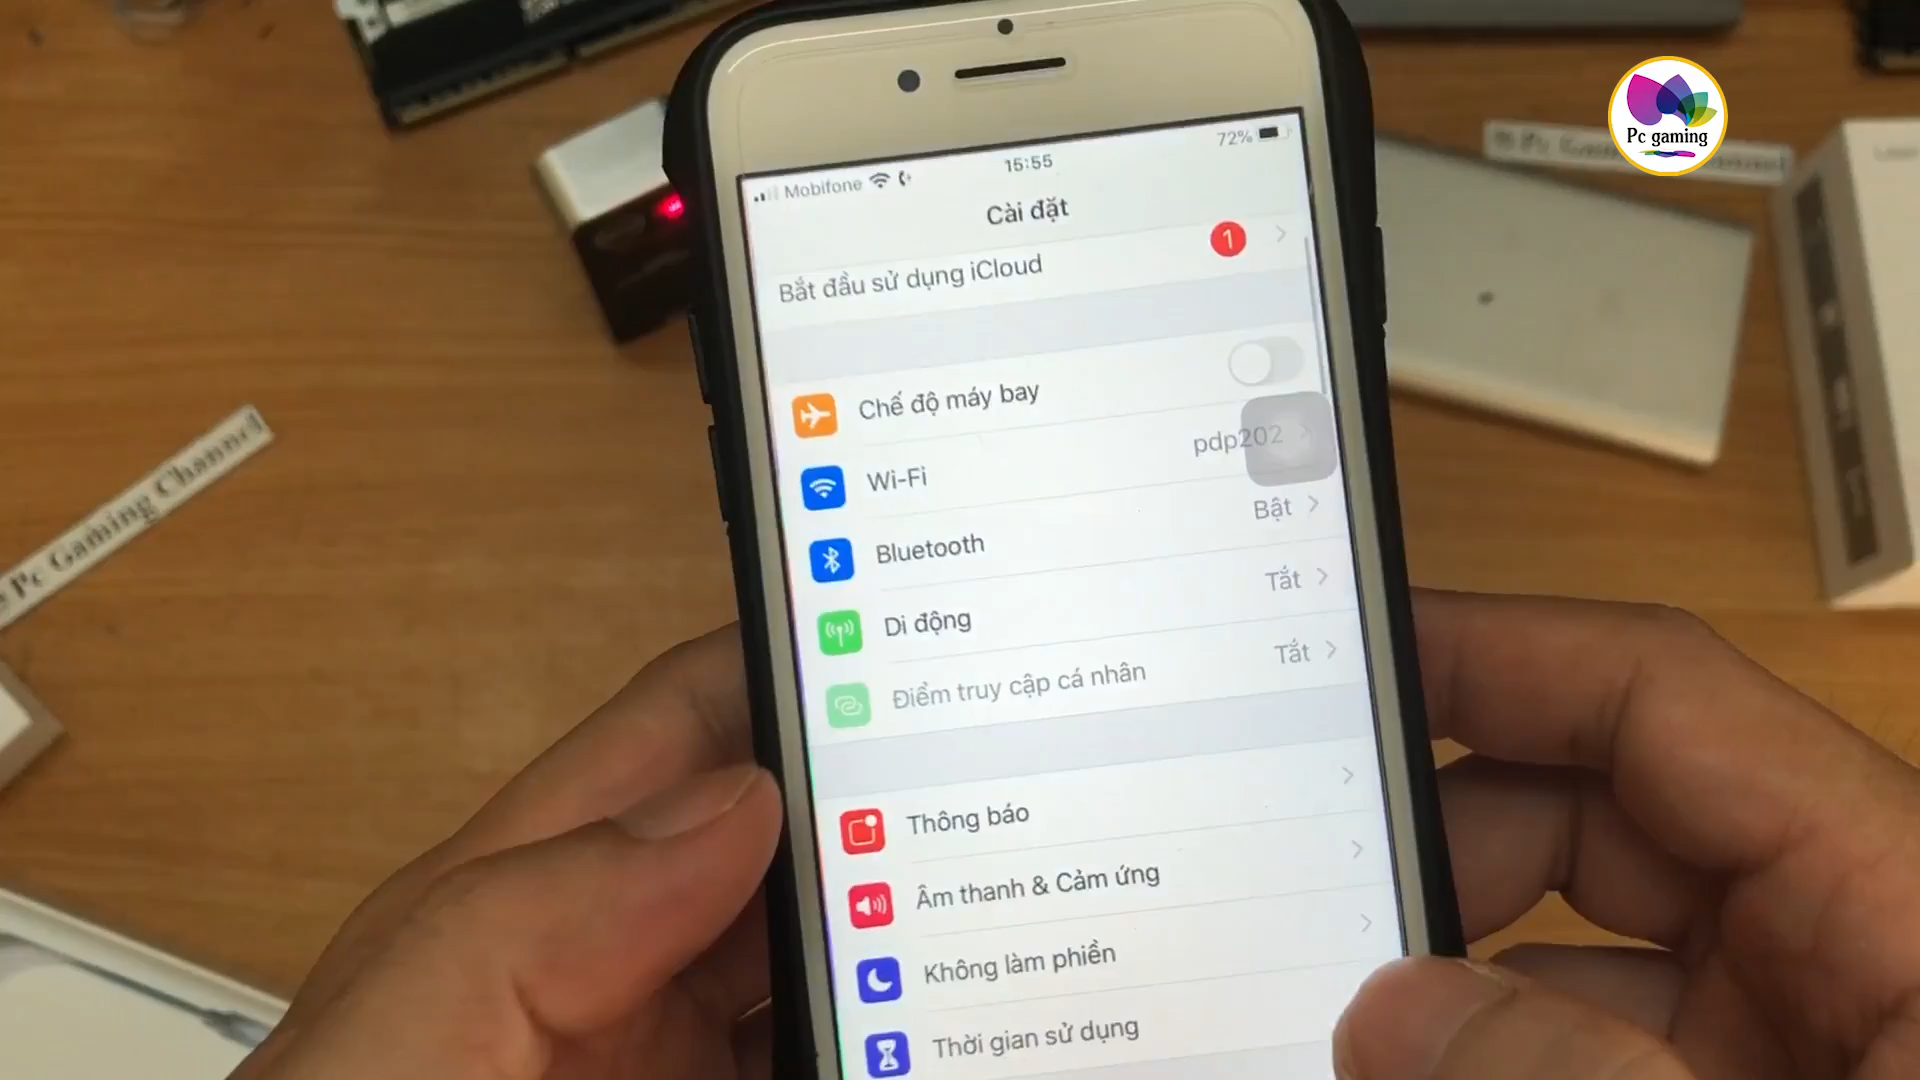 Pc gaming
72%
Mobifone
15:55
Cài đặt
Bắt đầu sử dụng iCloud
1
Chế độ máy bay
Wi-Fi
pdp202
Bluetooth
Bật
Di động
Tắt
Điểm truy cập cá nhân
Tắt
Thông báo
Âm thanh & Cảm ứng
Không làm phiền
Thời gian sử dụng
Pc Gaming Channel